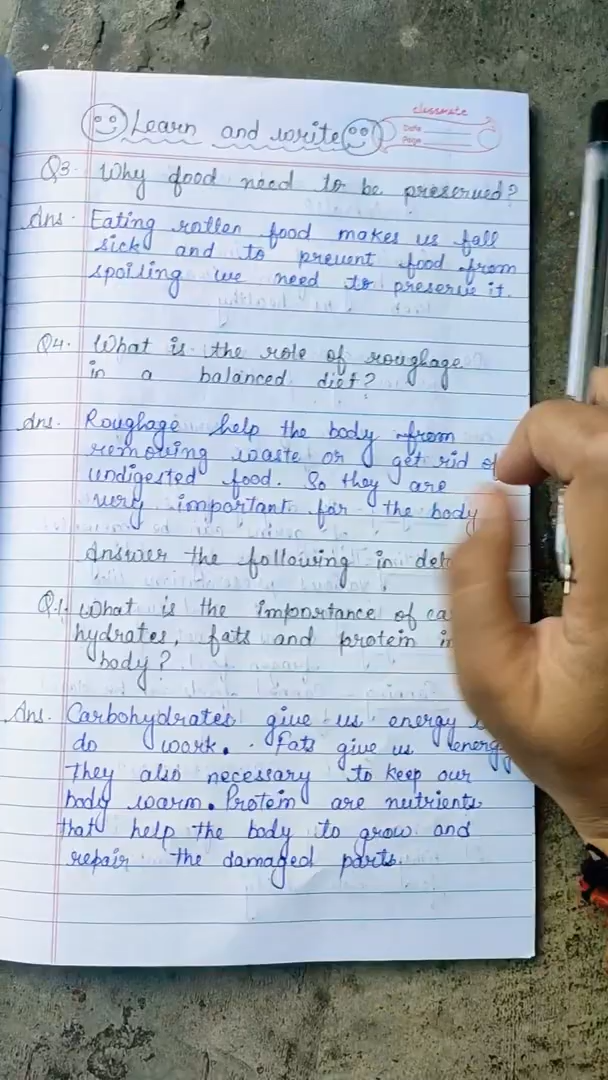 classmate
Date
Page
Learn and write
Q3. Why food need to be preserved?
Ans. Eating rotten food makes us fall
sick and to prevent food from
spoiling we need to preserve it.
Q4. What is the role of roughage
in a balanced diet?
Ans. Roughage help the body from
removing waste or get rid of
undigested food. So they are
very important for the body
Answer the following in det
Q.1. What is the importance of ca
hydrates, fats and protein in
body?
Ans. Carbohydrates give us energy
do work. Fats give us energy
They also necessary to keep our
body warm. Protein are nutrients
that help the body to grow and
repair the damaged parts.